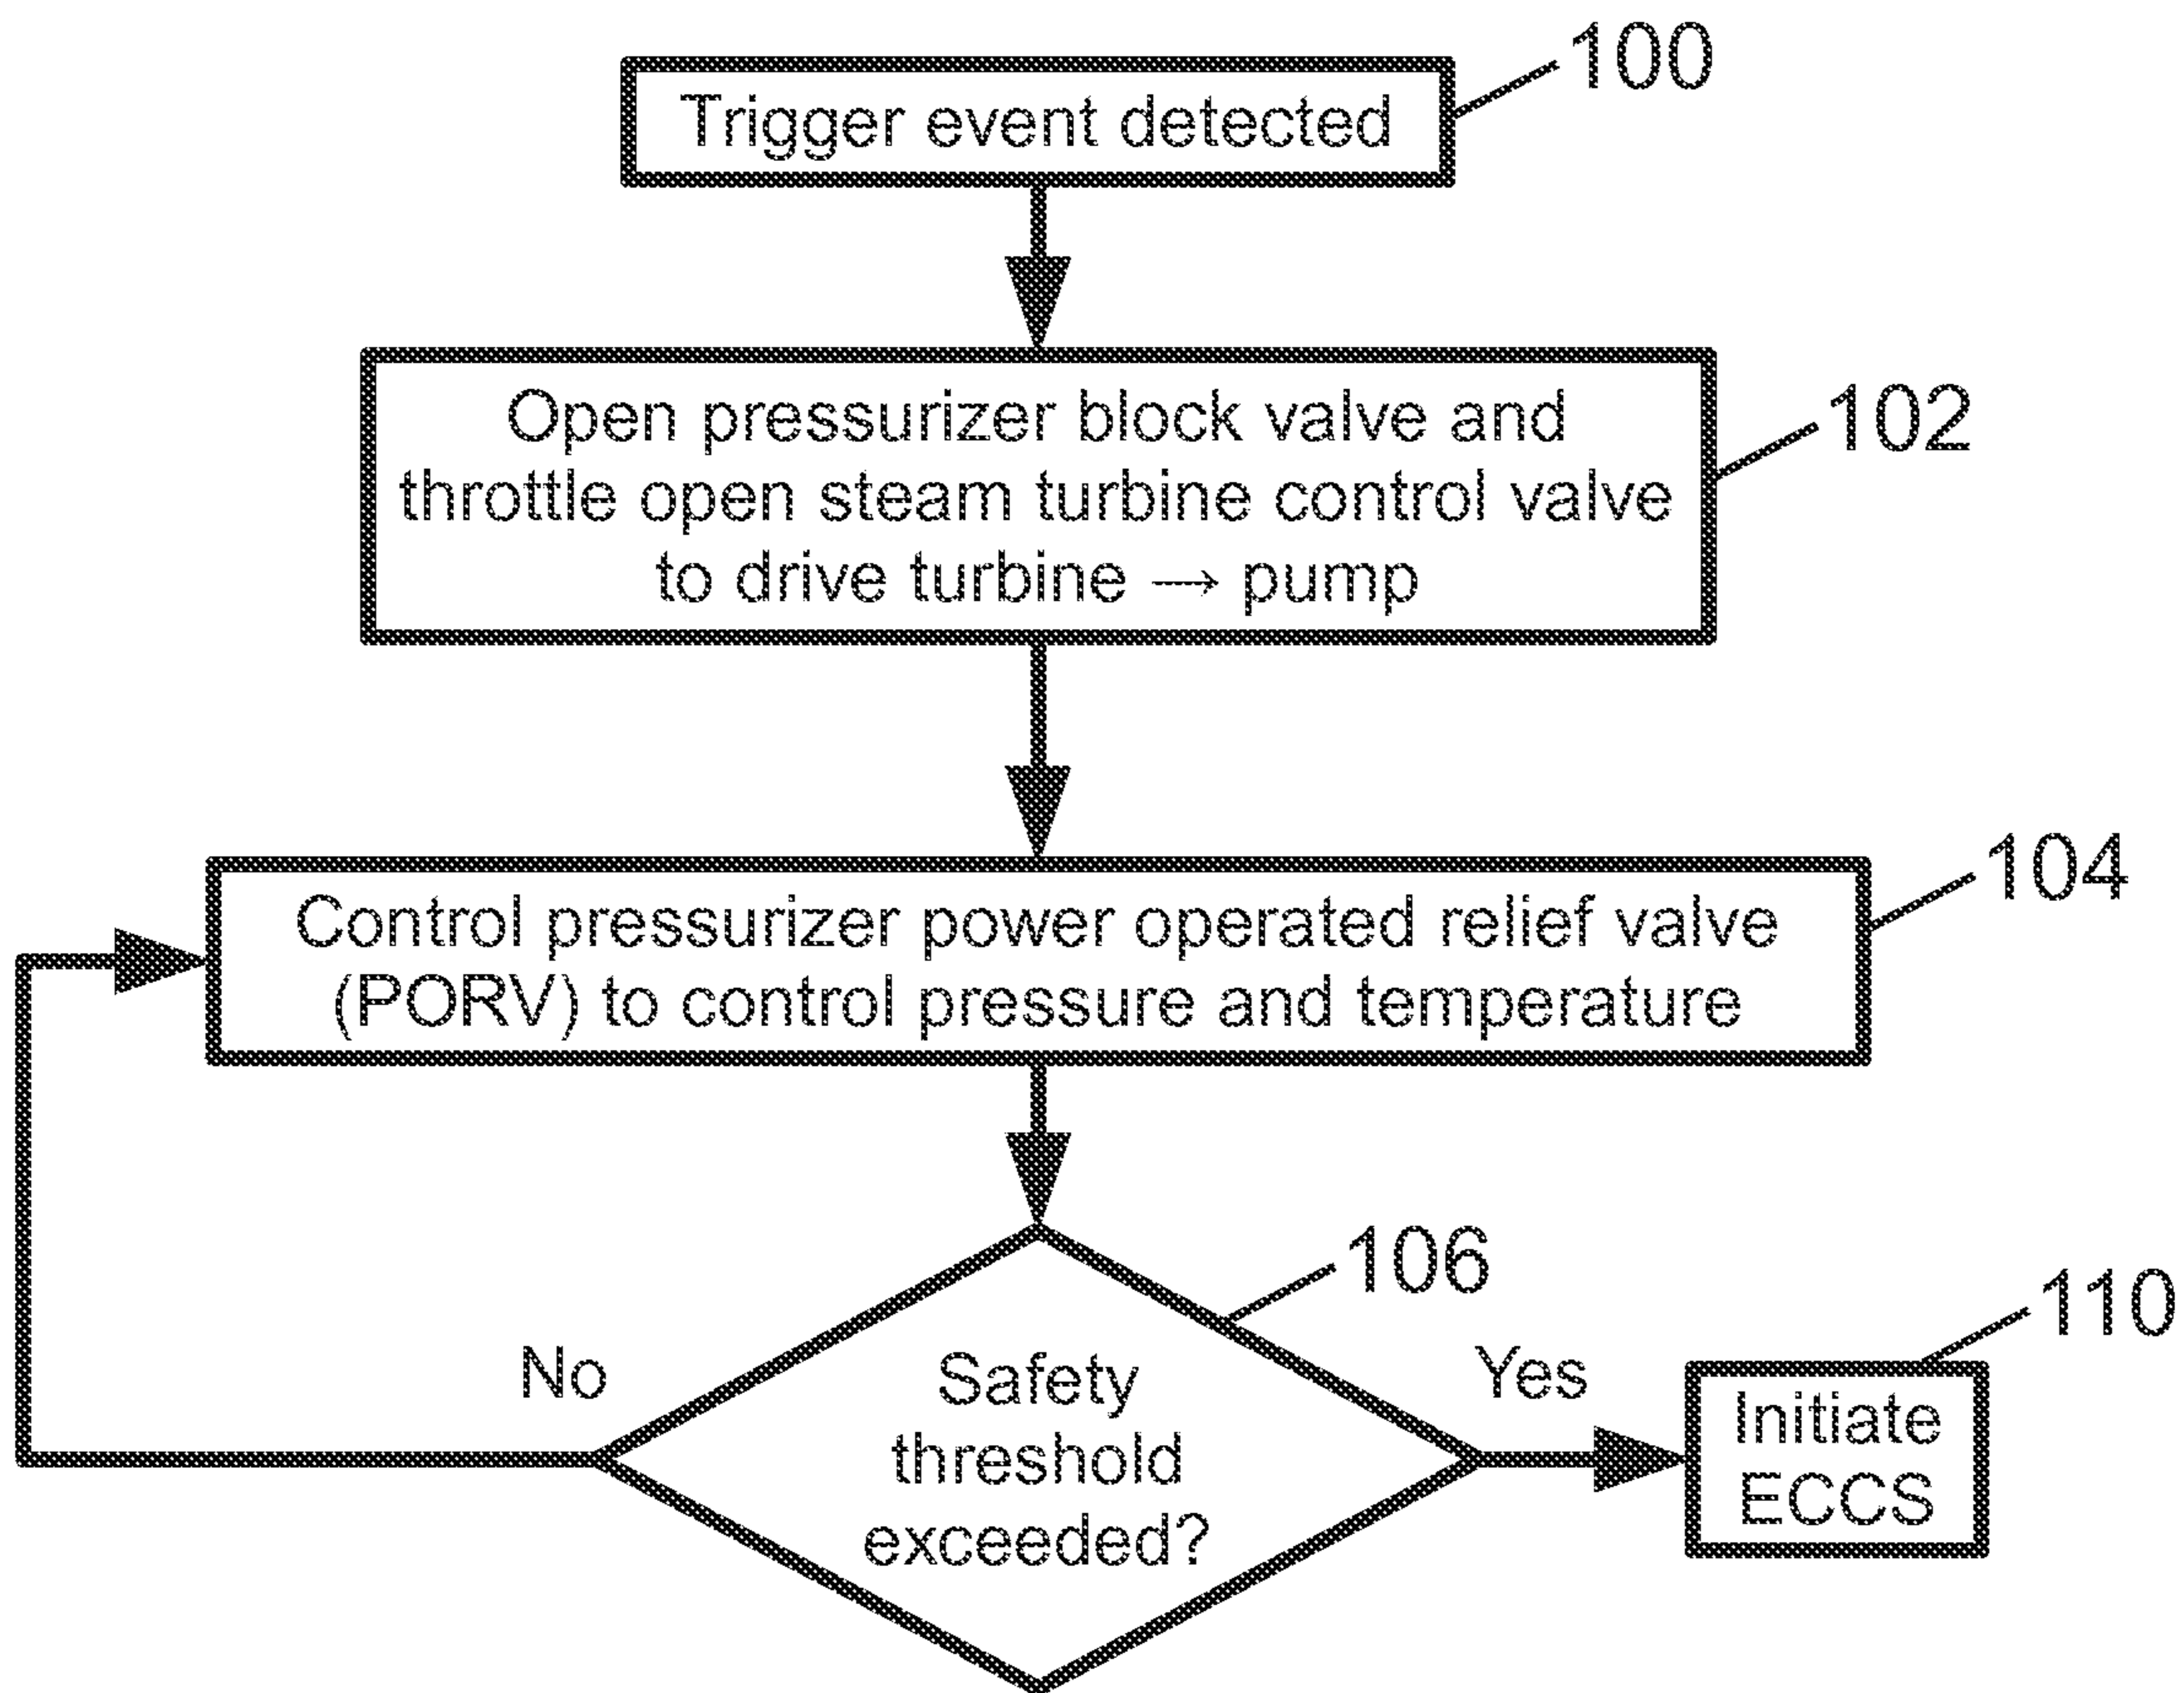 100
Trigger event detected
102
Open pressurizer block valve and
throttle open steam turbine control valve
to drive turbine → pump
104
Control pressurizer power operated relief valve
(PORV) to control pressure and temperature
106
110
No
Safety
threshold
exceeded?
Yes
Initiate
ECCS